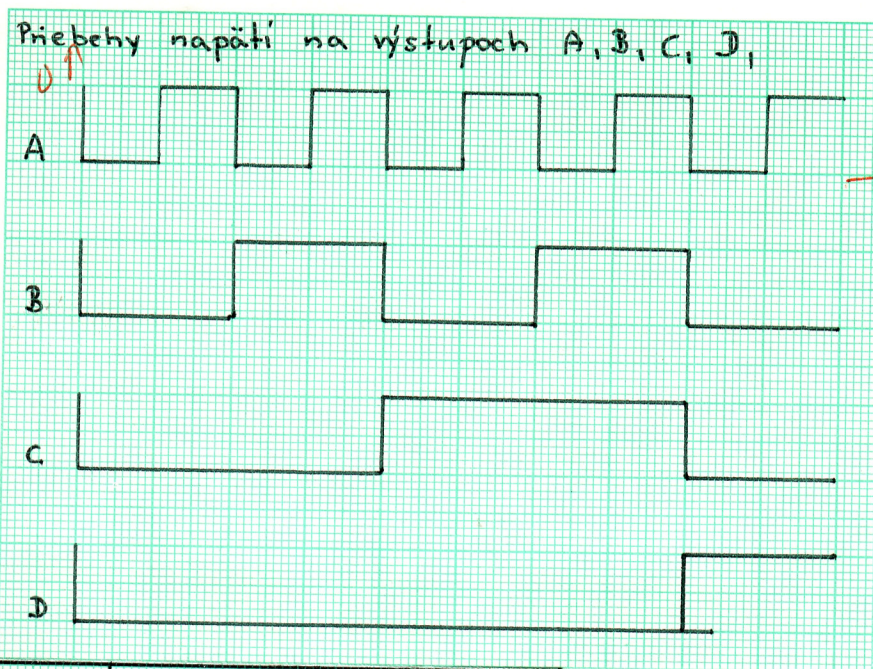 Priebehy napätí na výstupoch A, B, C, D,
U
A
B
C
D